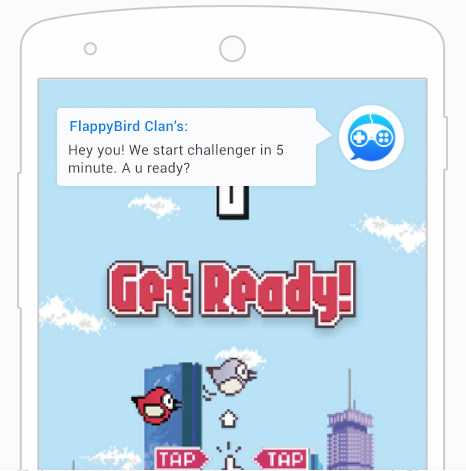 FlappyBird Clan's:
Hey you! We start challenger in 5
minute. A u ready?
Get Ready!
TAP TAP